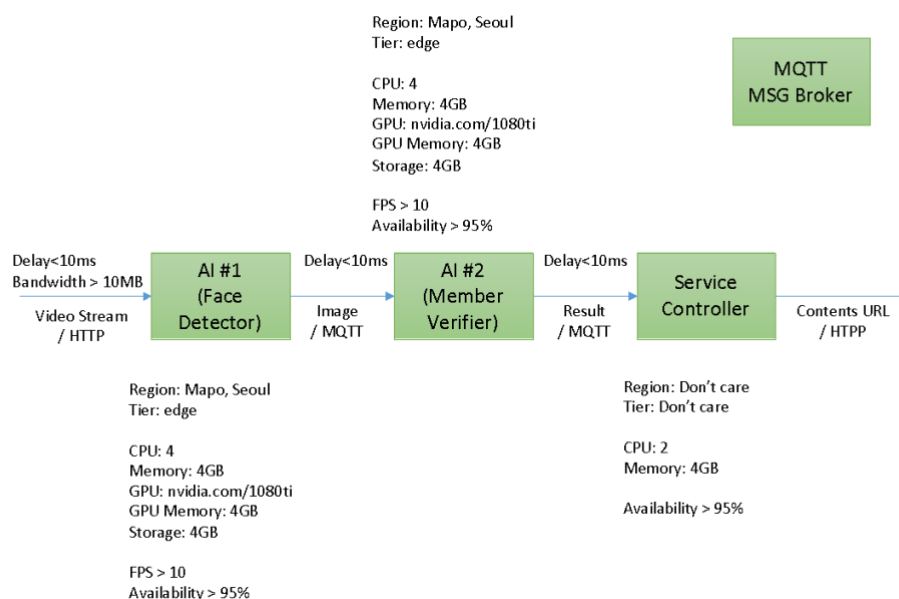 Region: Mapo, Seoul
Tier: edge
CPU: 4
Memory: 4GB
GPU: nvidia.com/1080ti
GPU Memory: 4GB
Storage: 4GB
FPS > 10
Availability > 95%
MQTT
MSG Broker
Delay<10ms
Bandwidth > 10MB
Video Stream
/ HTTP
AI #1
(Face
Detector)
Delay<10ms
Image
/ MQTT
AI #2
(Member
Verifier)
Delay<10ms
Result
/ MQTT
Service
Controller
Contents URL
/ HTPP
Region: Mapo, Seoul
Tier: edge
CPU: 4
Memory: 4GB
GPU: nvidia.com/1080ti
GPU Memory: 4GB
Storage: 4GB
FPS > 10
Availability > 95%
Region: Don't care
Tier: Don't care
CPU: 2
Memory: 4GB
Availability > 95%